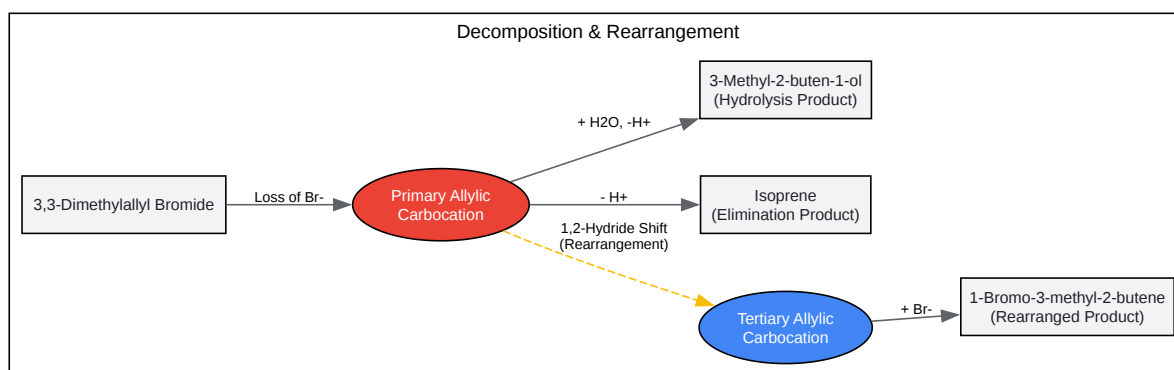 Decomposition & Rearrangement
3-Methyl-2-buten-1-ol
(Hydrolysis Product)
+ H2O, -H+
3,3-Dimethylallyl Bromide
Loss of Br-
Primary Allylic
Carbocation
- H+
Isoprene
(Elimination Product)
1,2-Hydride Shift
(Rearrangement)
Tertiary Allylic
Carbocation
+ Br-
1-Bromo-3-methyl-2-butene
(Rearranged Product)